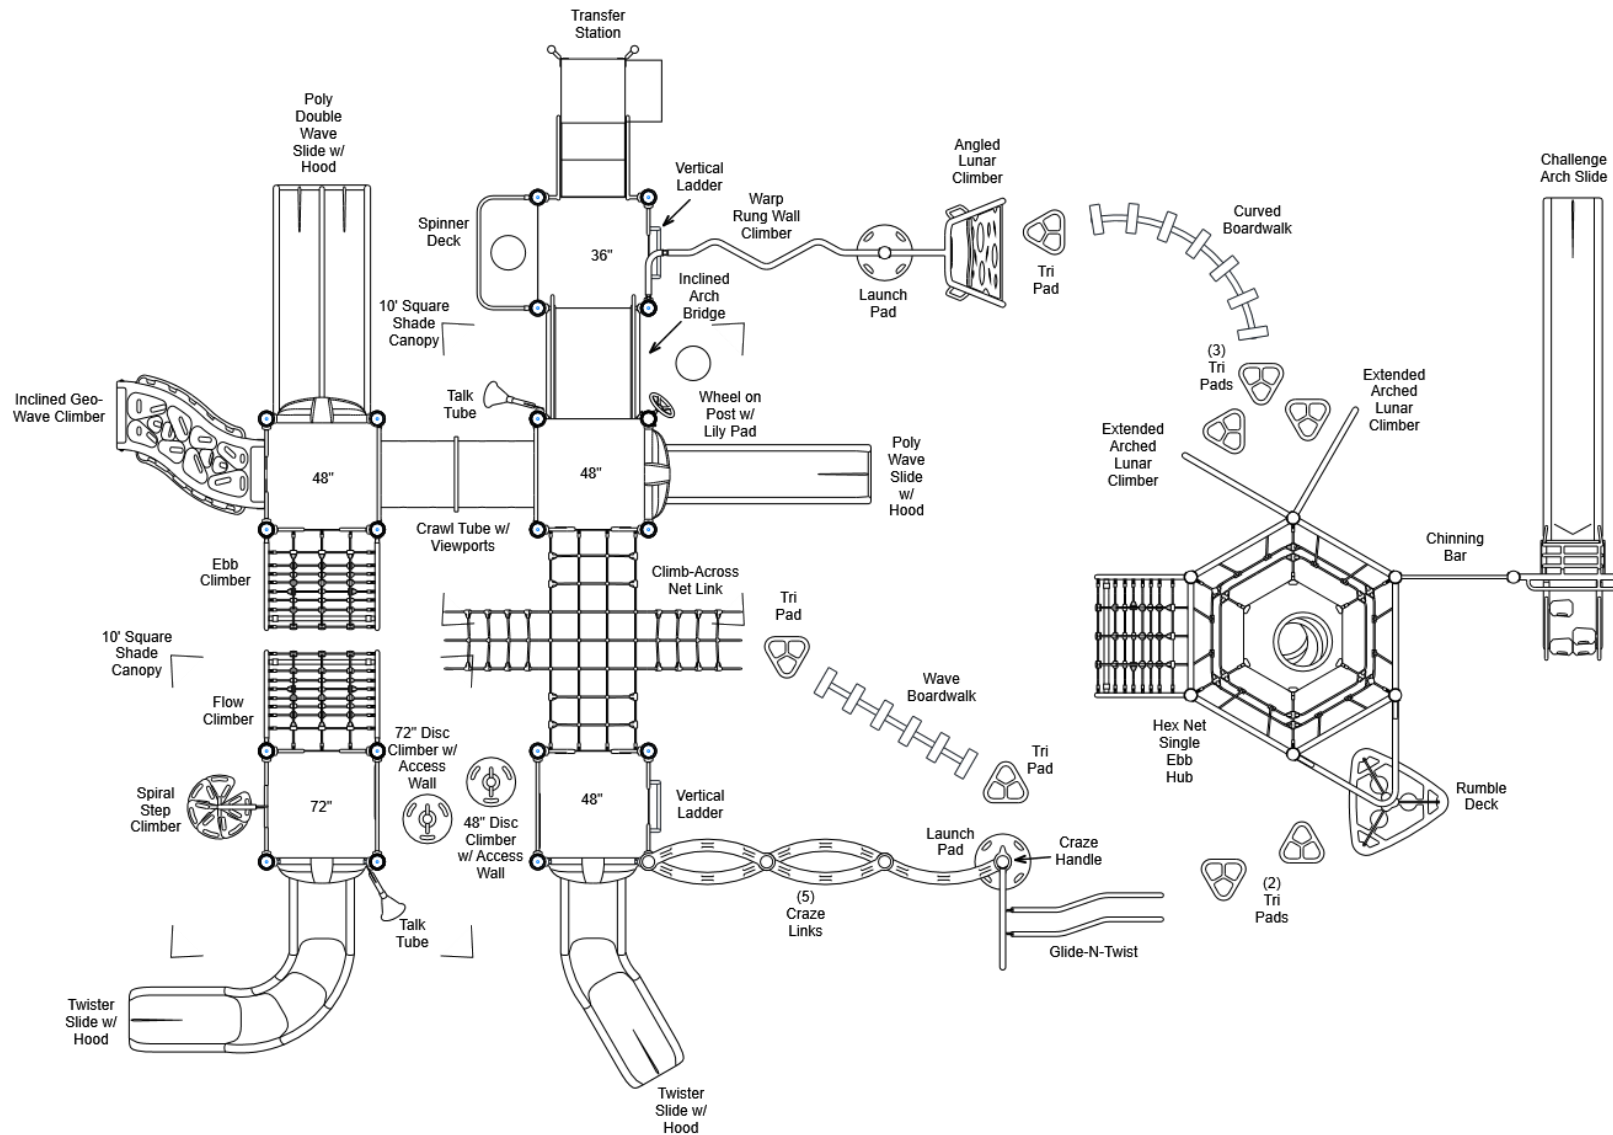 Transfer
Station
Poly
Double
Wave
Slide w/
Hood
Vertical
Ladder
Angled
Lunar
Climber
Challenge
Arch Slide
Spinner
Deck
Warp
Rung Wall
Climber
Curved
Boardwalk
36"
Tri
Pad
Launch
Pad
Inclined
Arch
Bridge
10' Square
Shade
Canopy
(3)
Tri
Pads
Extended
Arched
Lunar
Climber
Inclined Geo-
Wave Climber
Talk
Tube
Wheel on
Post w/
Lily Pad
Extended
Arched
Lunar
Climber
Poly
Wave
Slide
w/
Hood
48"
48"
Crawl Tube w/
Viewports
Chinning
Bar
Ebb
Climber
Climb-Across
Net Link
Tri
Pad
10' Square
Shade
Canopy
Wave
Boardwalk
Flow
Climber
72" Disc
Climber w/
Access
Wall
Hex Net
Single
Ebb
Hub
Tri
Pad
Rumble
Deck
Spiral
Step
Climber
72"
48"
Vertical
Ladder
48" Disc
Climber
w/ Access
Wall
Launch
Pad
Craze
Handle
(5)
Craze
Links
(2)
Tri
Pads
Talk
Tube
Glide-N-Twist
Twister
Slide w/
Hood
Twister
Slide w/
Hood